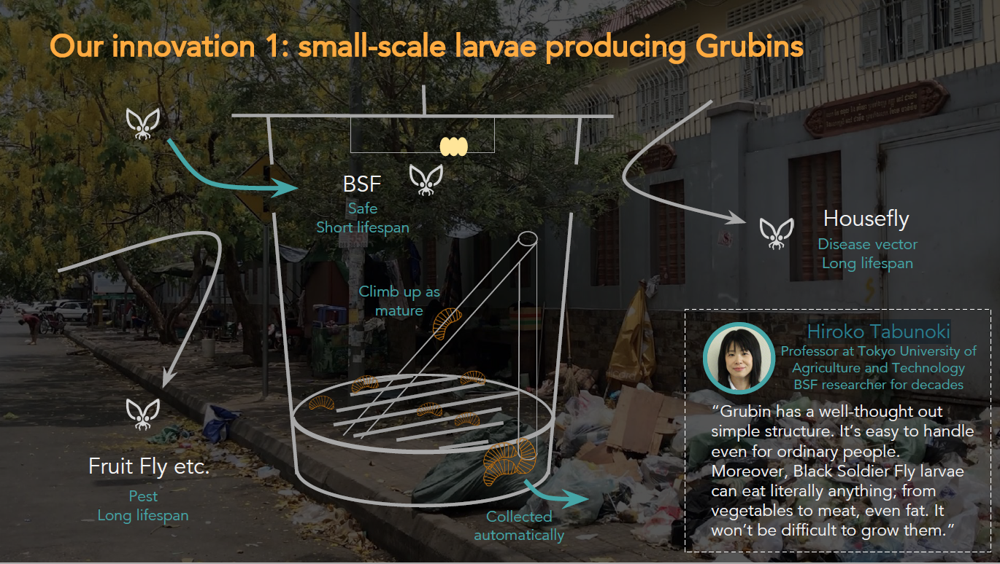 Our innovation 1: small-scale larvae producing Grubins
BSF
Safe
Short lifespan
Housefly
Disease vector
Long lifespan
Climb up as
mature
Fruit Fly etc.
Pest
Long lifespan
Collected
automatically
Hiroko Tabunoki
Professor at Tokyo University of
Agriculture and Technology
BSF researcher for decades
“Grubin has a well-thought out
simple structure. It’s easy to handle
even for ordinary people.
Moreover, Black Soldier Fly larvae
can eat literally anything; from
vegetables to meat, even fat. It
won’t be difficult to grow them.”